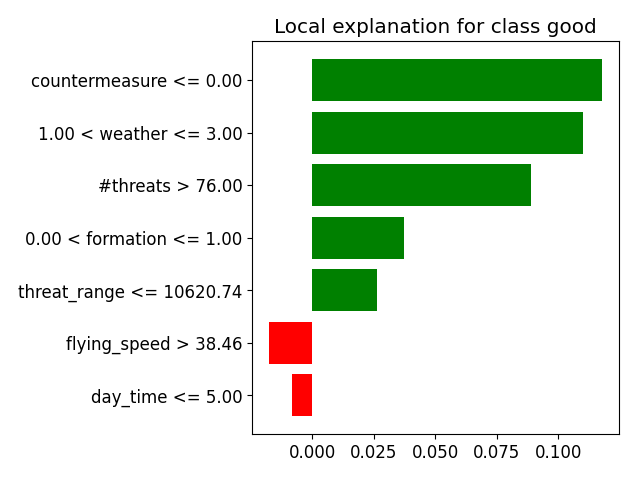 Local explanation for class good
countermeasure <= 0.00
1.00 < weather <= 3.00
#threats > 76.00
0.00 < formation <= 1.00
threat_range <= 10620.74
flying_speed > 38.46
day_time <= 5.00
0.000 0.025 0.050 0.075 0.100